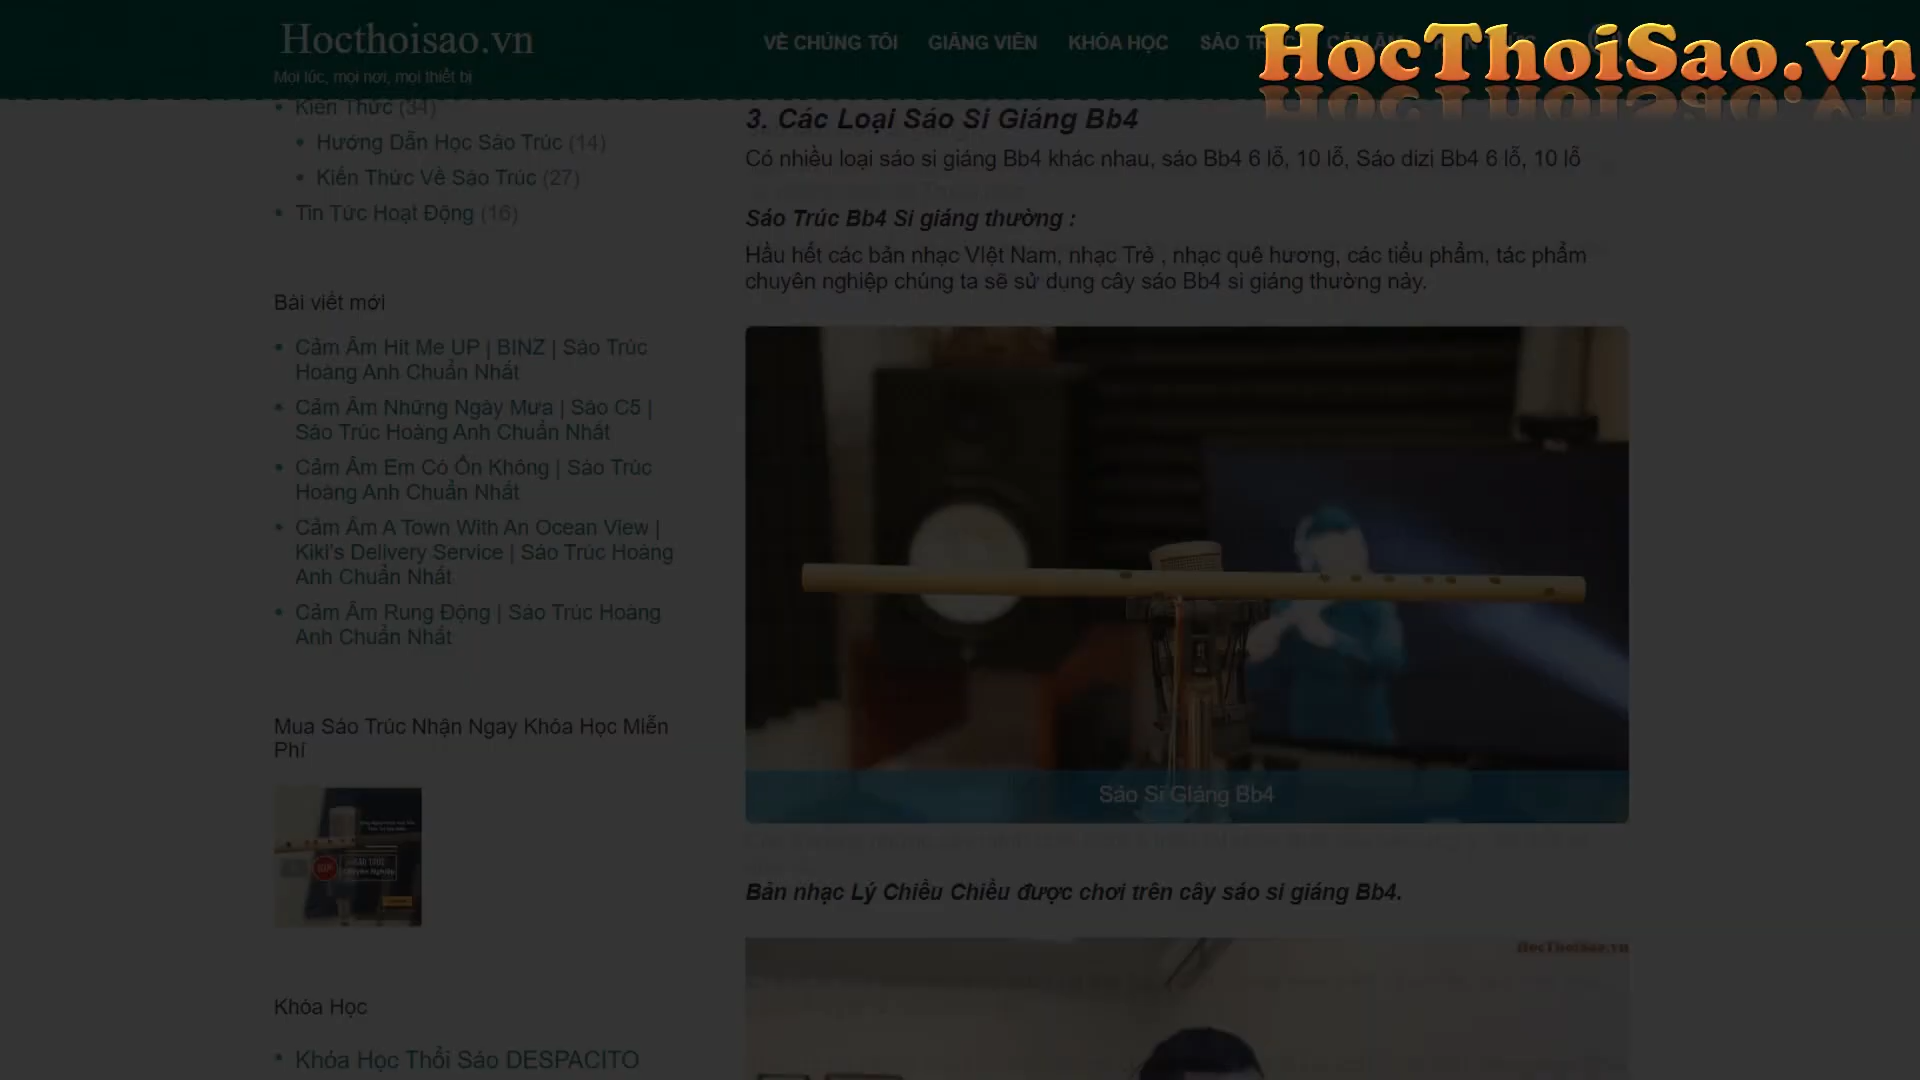 Hocthoisao.vn
Mọi lúc, mọi nơi, mọi thiết bị
VỀ CHÚNG TÔI
GIẢNG VIÊN
KHÓA HỌC
HocThoiSao.vn
Kiến Thức (34)
Hướng Dẫn Học Sáo Trúc (14)
Kiến Thức Về Sáo Trúc (27)
Tin Tức Hoạt Động (16)
Bài viết mới
Cảm Âm Hit Me UP | BINZ | Sáo Trúc
Hoàng Anh Chuẩn Nhất
Cảm Âm Những Ngày Mưa | Sáo C5 |
Sáo Trúc Hoàng Anh Chuẩn Nhất
Cảm Âm Em Có Ổn Không | Sáo Trúc
Hoàng Anh Chuẩn Nhất
Cảm Âm A Town With An Ocean View |
Kiki's Delivery Service | Sáo Trúc Hoàng
Anh Chuẩn Nhất
Cảm Âm Rung Động | Sáo Trúc Hoàng
Anh Chuẩn Nhất
Mua Sáo Trúc Nhận Ngay Khóa Học Miễn
Phí
Khóa Học
Khóa Học Thổi Sáo DESPACITO
3. Các Loại Sáo Si Giáng Bb4
Có nhiều loại sáo si giáng Bb4 khác nhau, sáo Bb4 6 lỗ, 10 lỗ, Sáo dizi Bb4 6 lỗ, 10 lỗ
Sáo Trúc Bb4 Si giáng thường :
Hầu hết các bản nhạc VIệt Nam, nhạc Trẻ , nhạc quê hương, các tiểu phẩm, tác phẩm
chuyên nghiệp chúng ta sẽ sử dụng cây sáo Bb4 si giáng thường này.
Sáo Si Giáng Bb4
Bản nhạc Lý Chiều Chiều được chơi trên cây sáo si giáng Bb4.
HocThoiSao.vn